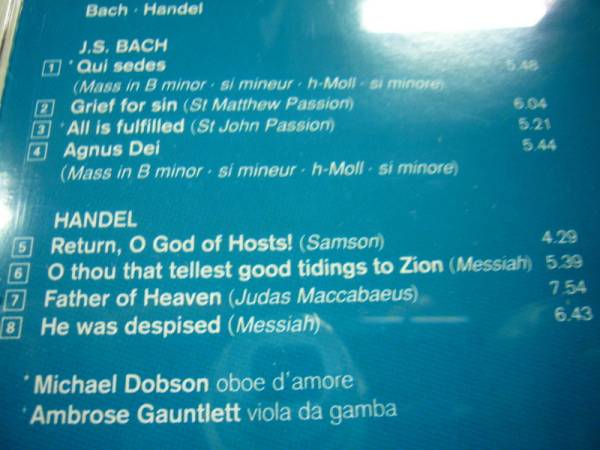 Bach · Handel
J.S. BACH
1 *Qui sedes 5.48
(Mass in B minor · si mineur · h-Moll · si minore)
2 Grief for sin (St Matthew Passion) 6.04
3 *All is fulfilled (St John Passion) 5.21
4 Agnus Dei 5.44
(Mass in B minor · si mineur · h-Moll · si minore)
HANDEL
5 Return, O God of Hosts! (Samson) 4.29
6 O thou that tellest good tidings to Zion (Messiah) 5.39
7 Father of Heaven (Judas Maccabaeus) 7.54
8 He was despised (Messiah) 6.43
*Michael Dobson oboe d'amore
*Ambrose Gauntlett viola da gamba